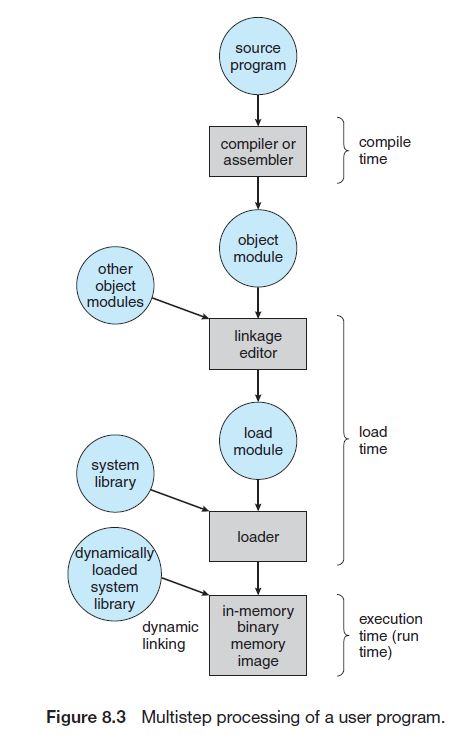 source
program
compiler or
assembler
compile
time
object
module
other
object
modules
linkage
editor
load
module
load
time
system
library
loader
dynamically
loaded
system
library
dynamic
linking
in-memory
binary
memory
image
execution
time (run
time)
Figure 8.3 Multistep processing of a user program.